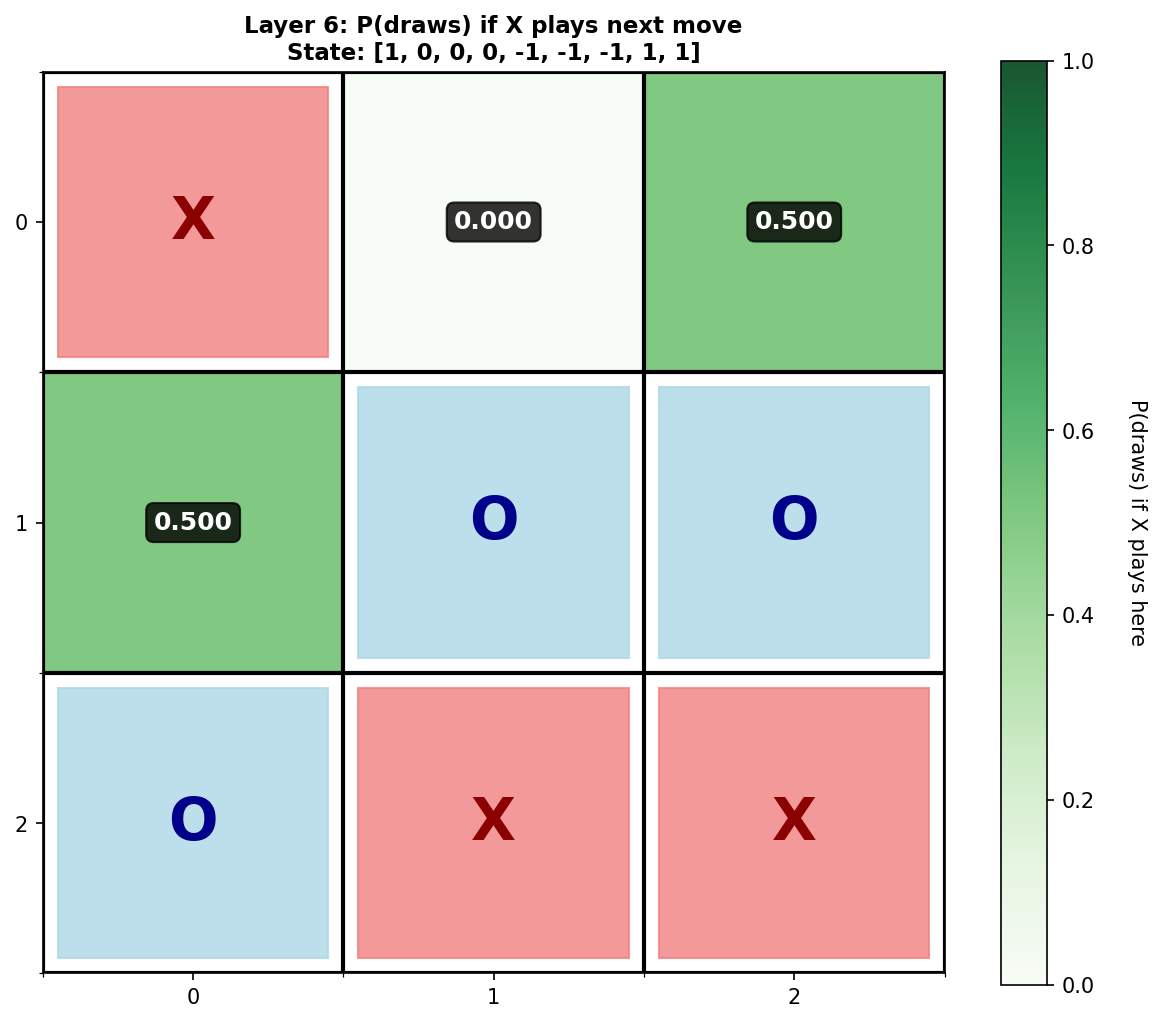 Layer 6: P(draws) if X plays next move
State: [1, 0, 0, 0, -1, -1, -1, 1, 1]
X
0.000
0.500
0.500
O
O
O
X
X
0
1
2
0
1
2
1.0
0.8
0.6
0.4
0.2
0.0
P(draws) if X plays here